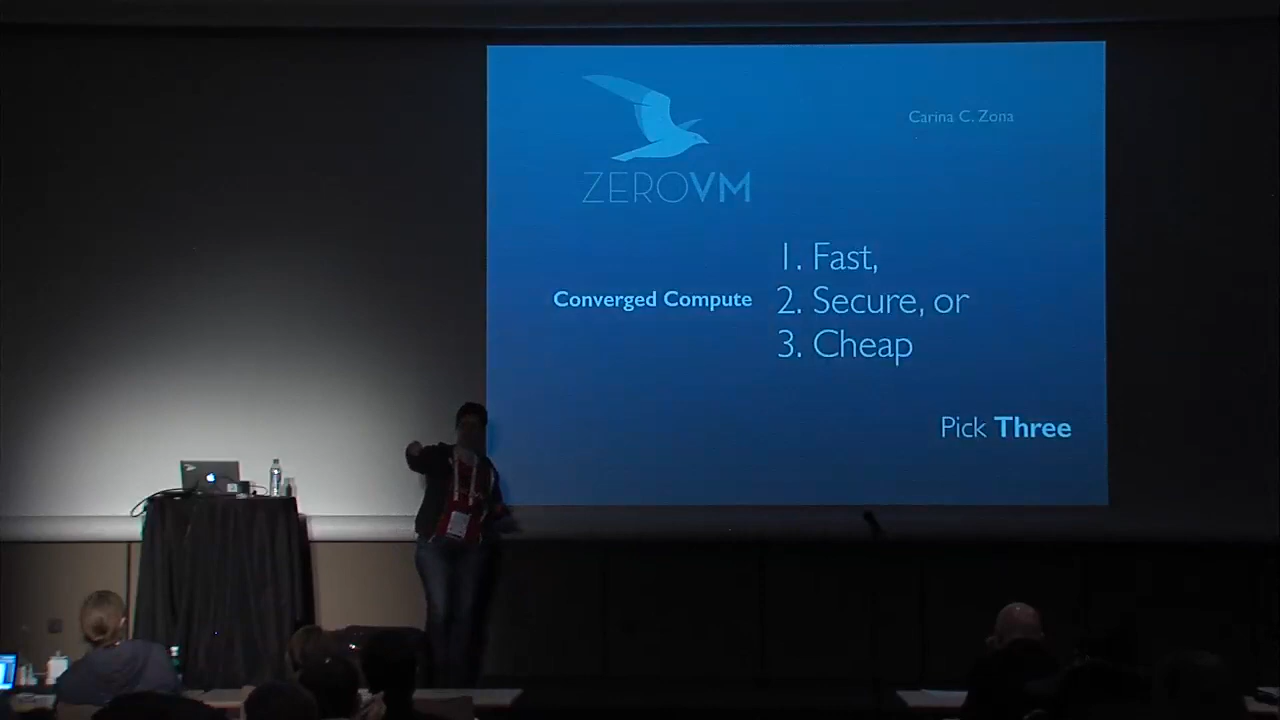 Carina C. Zona
ZEROVM
Converged Compute
1. Fast,
2. Secure, or
3. Cheap
Pick Three